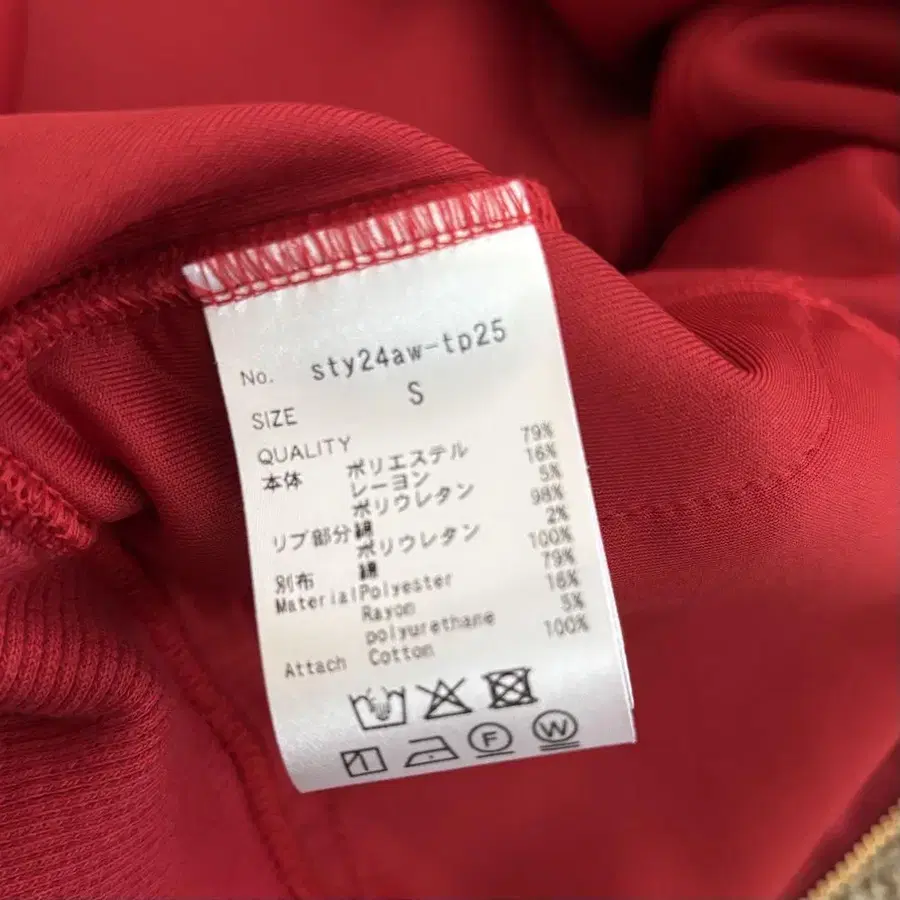 No. sty24aw-tp25
SIZE S
QUALITY
本体 ポリエステル 79%
レーヨン 16%
ポリウレタン 5%
リブ部分 綿 98%
ポリウレタン 2%
別布 綿 100%
Material Polyester 79%
Rayon 16%
polyurethane 5%
Attach Cotton 100%
F W